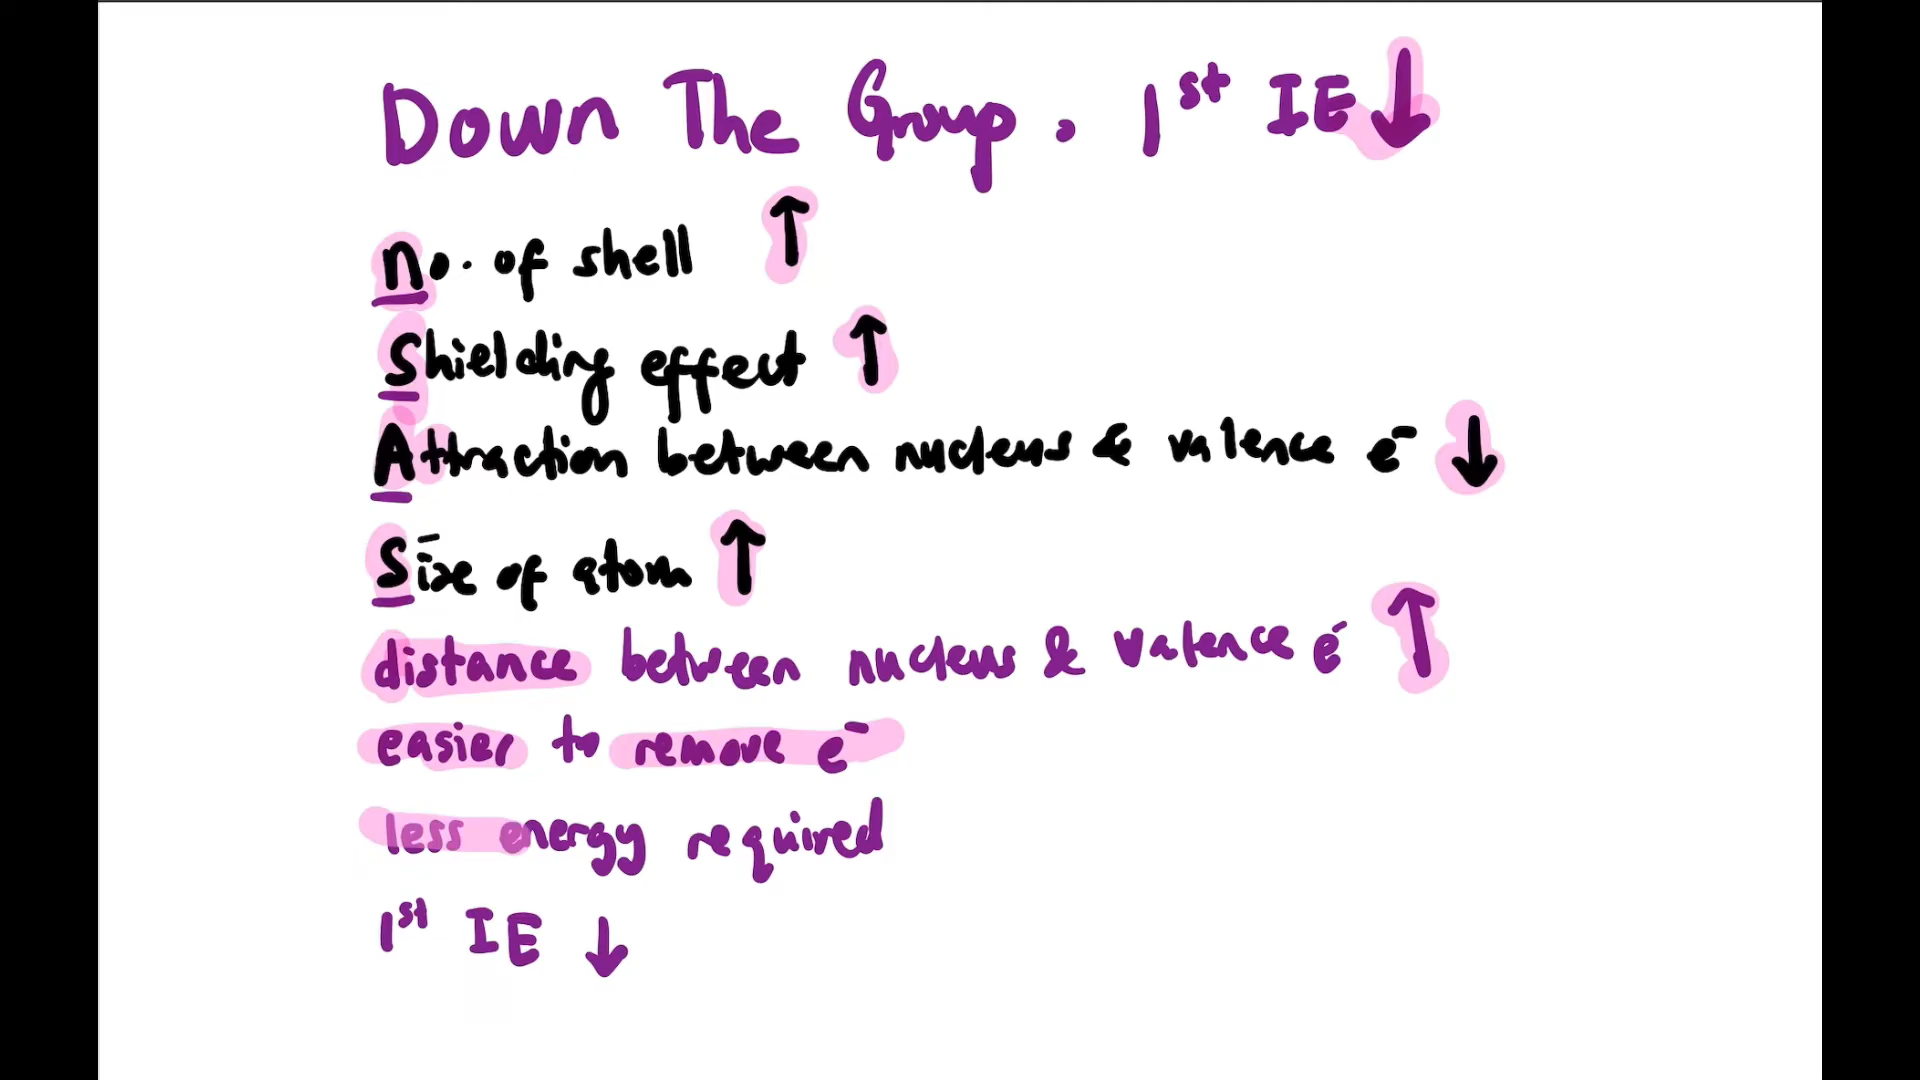 Down The Group . 1st IE ↓
no. of shell ↑
Shielding effect ↑
Attraction between nucleus & valence e⁻ ↓
Size of atom ↑
distance between nucleus & valence e⁻ ↑
easier to remove e⁻
less energy required
1st IE ↓